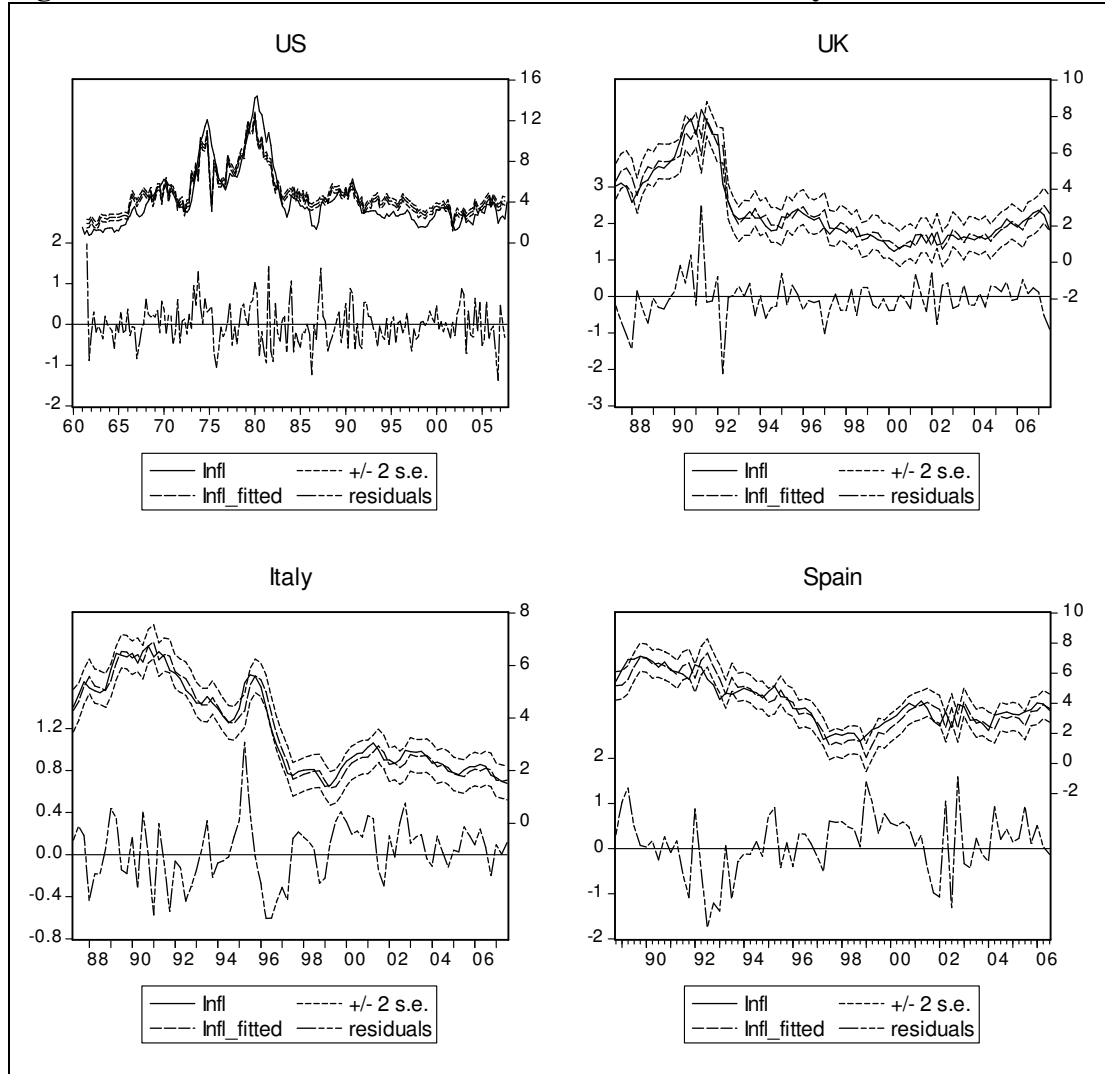 US
16
12
8
4
0
2
1
0
-1
-2
60 65 70 75 80 85 90 95 00 05
Infl
+/- 2 s.e.
Infl_fitted
residuals
UK
10
8
6
4
2
0
-2
3
2
1
0
-1
-2
-3
88 90 92 94 96 98 00 02 04 06
Infl
+/- 2 s.e.
Infl_fitted
residuals
Italy
8
6
4
2
0
1.2
0.8
0.4
0.0
-0.4
-0.8
88 90 92 94 96 98 00 02 04 06
Infl
+/- 2 s.e.
Infl_fitted
residuals
Spain
10
8
6
4
2
0
-2
2
1
0
-1
-2
90 92 94 96 98 00 02 04 06
Infl
+/- 2 s.e.
Infl_fitted
residuals